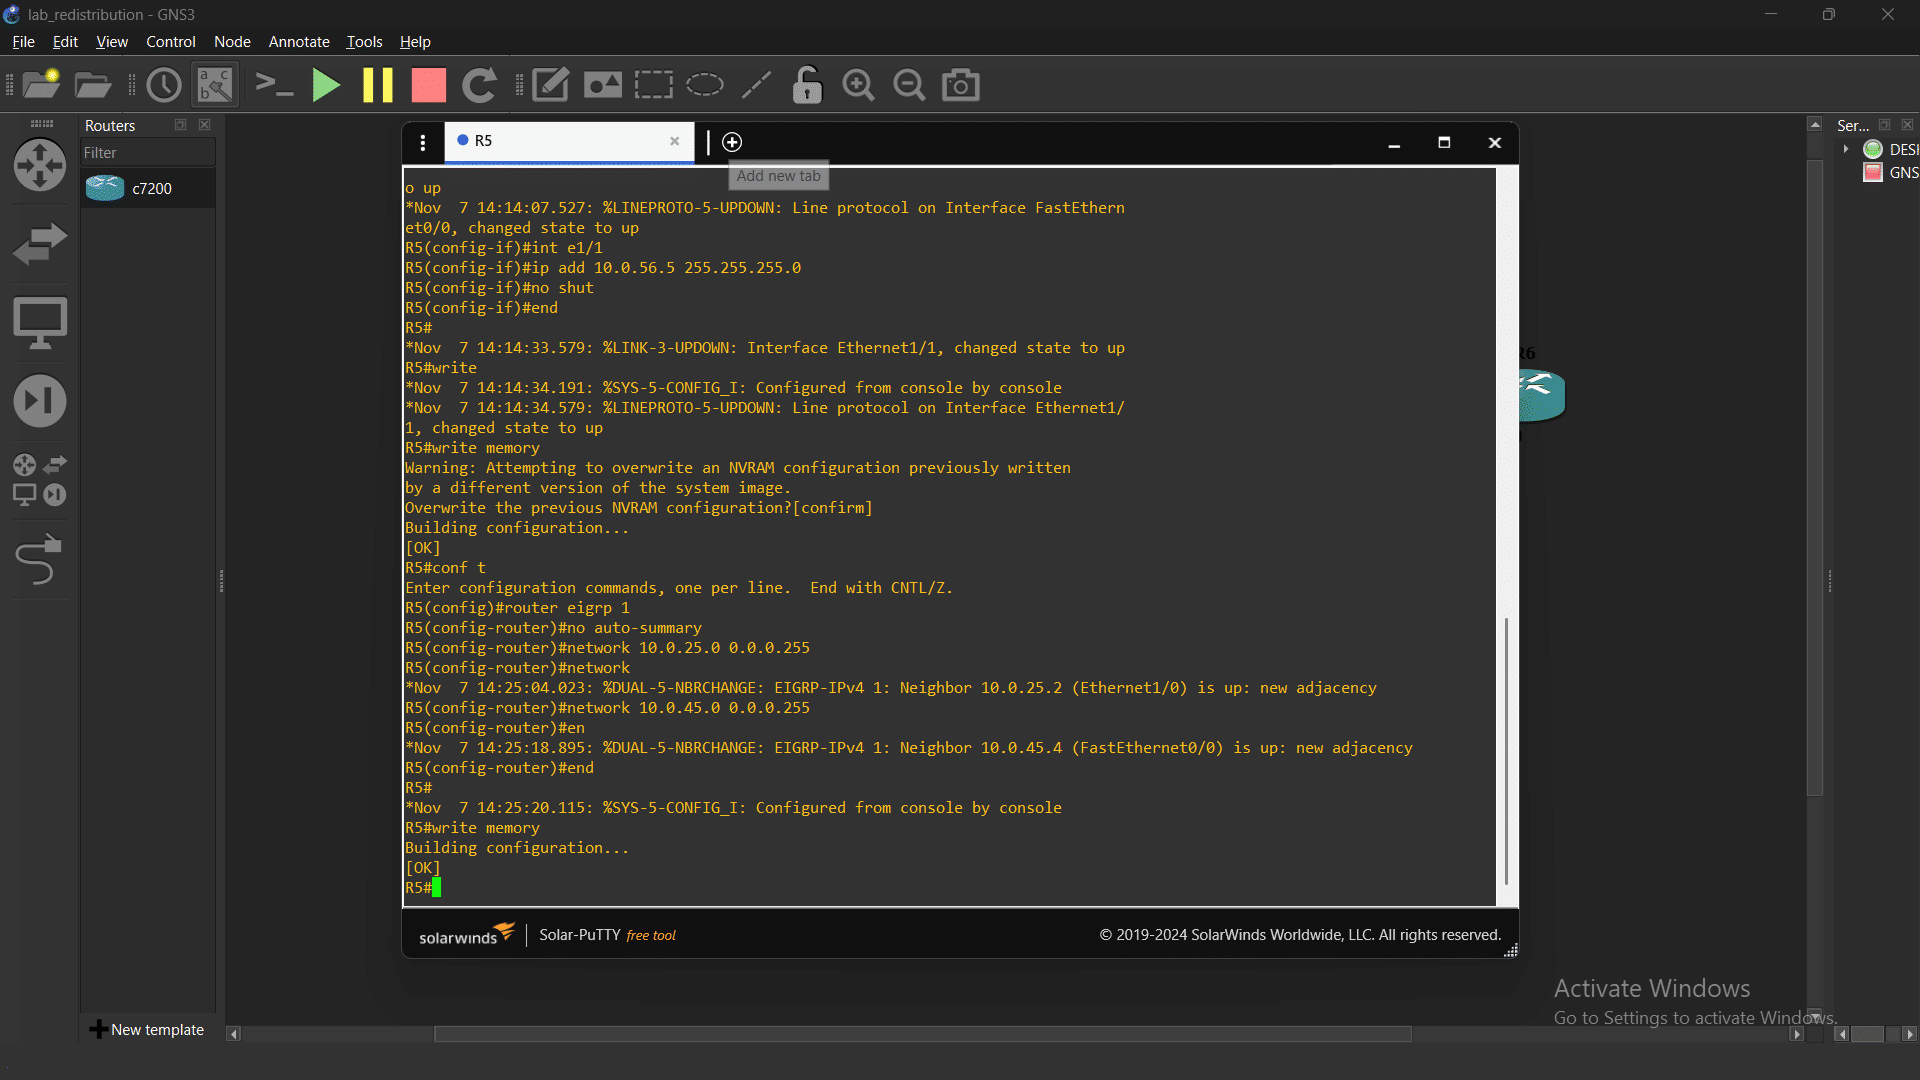 lab_redistribution - GNS3
File Edit View Control Node Annotate Tools Help
Routers
Filter
c7200
New template
R5
Add new tab
o up
*Nov  7 14:14:07.527: %LINEPROTO-5-UPDOWN: Line protocol on Interface FastEthern
et0/0, changed state to up
R5(config-if)#int e1/1
R5(config-if)#ip add 10.0.56.5 255.255.255.0
R5(config-if)#no shut
R5(config-if)#end
R5#
*Nov  7 14:14:33.579: %LINK-3-UPDOWN: Interface Ethernet1/1, changed state to up
R5#write
*Nov  7 14:14:34.191: %SYS-5-CONFIG_I: Configured from console by console
*Nov  7 14:14:34.579: %LINEPROTO-5-UPDOWN: Line protocol on Interface Ethernet1/
1, changed state to up
R5#write memory
Warning: Attempting to overwrite an NVRAM configuration previously written
by a different version of the system image.
Overwrite the previous NVRAM configuration?[confirm]
Building configuration...
[OK]
R5#conf t
Enter configuration commands, one per line.  End with CNTL/Z.
R5(config)#router eigrp 1
R5(config-router)#no auto-summary
R5(config-router)#network 10.0.25.0 0.0.0.255
R5(config-router)#network
*Nov  7 14:25:04.023: %DUAL-5-NBRCHANGE: EIGRP-IPv4 1: Neighbor 10.0.25.2 (Ethernet1/0) is up: new adjacency
R5(config-router)#network 10.0.45.0 0.0.0.255
R5(config-router)#en
*Nov  7 14:25:18.895: %DUAL-5-NBRCHANGE: EIGRP-IPv4 1: Neighbor 10.0.45.4 (FastEthernet0/0) is up: new adjacency
R5(config-router)#end
R5#
*Nov  7 14:25:20.115: %SYS-5-CONFIG_I: Configured from console by console
R5#write memory
Building configuration...
[OK]
R5#
solarwinds Solar-PuTTY free tool
© 2019-2024 SolarWinds Worldwide, LLC. All rights reserved.
Ser...
DESH
GNS
Activate Windows
Go to Settings to activate Windows.